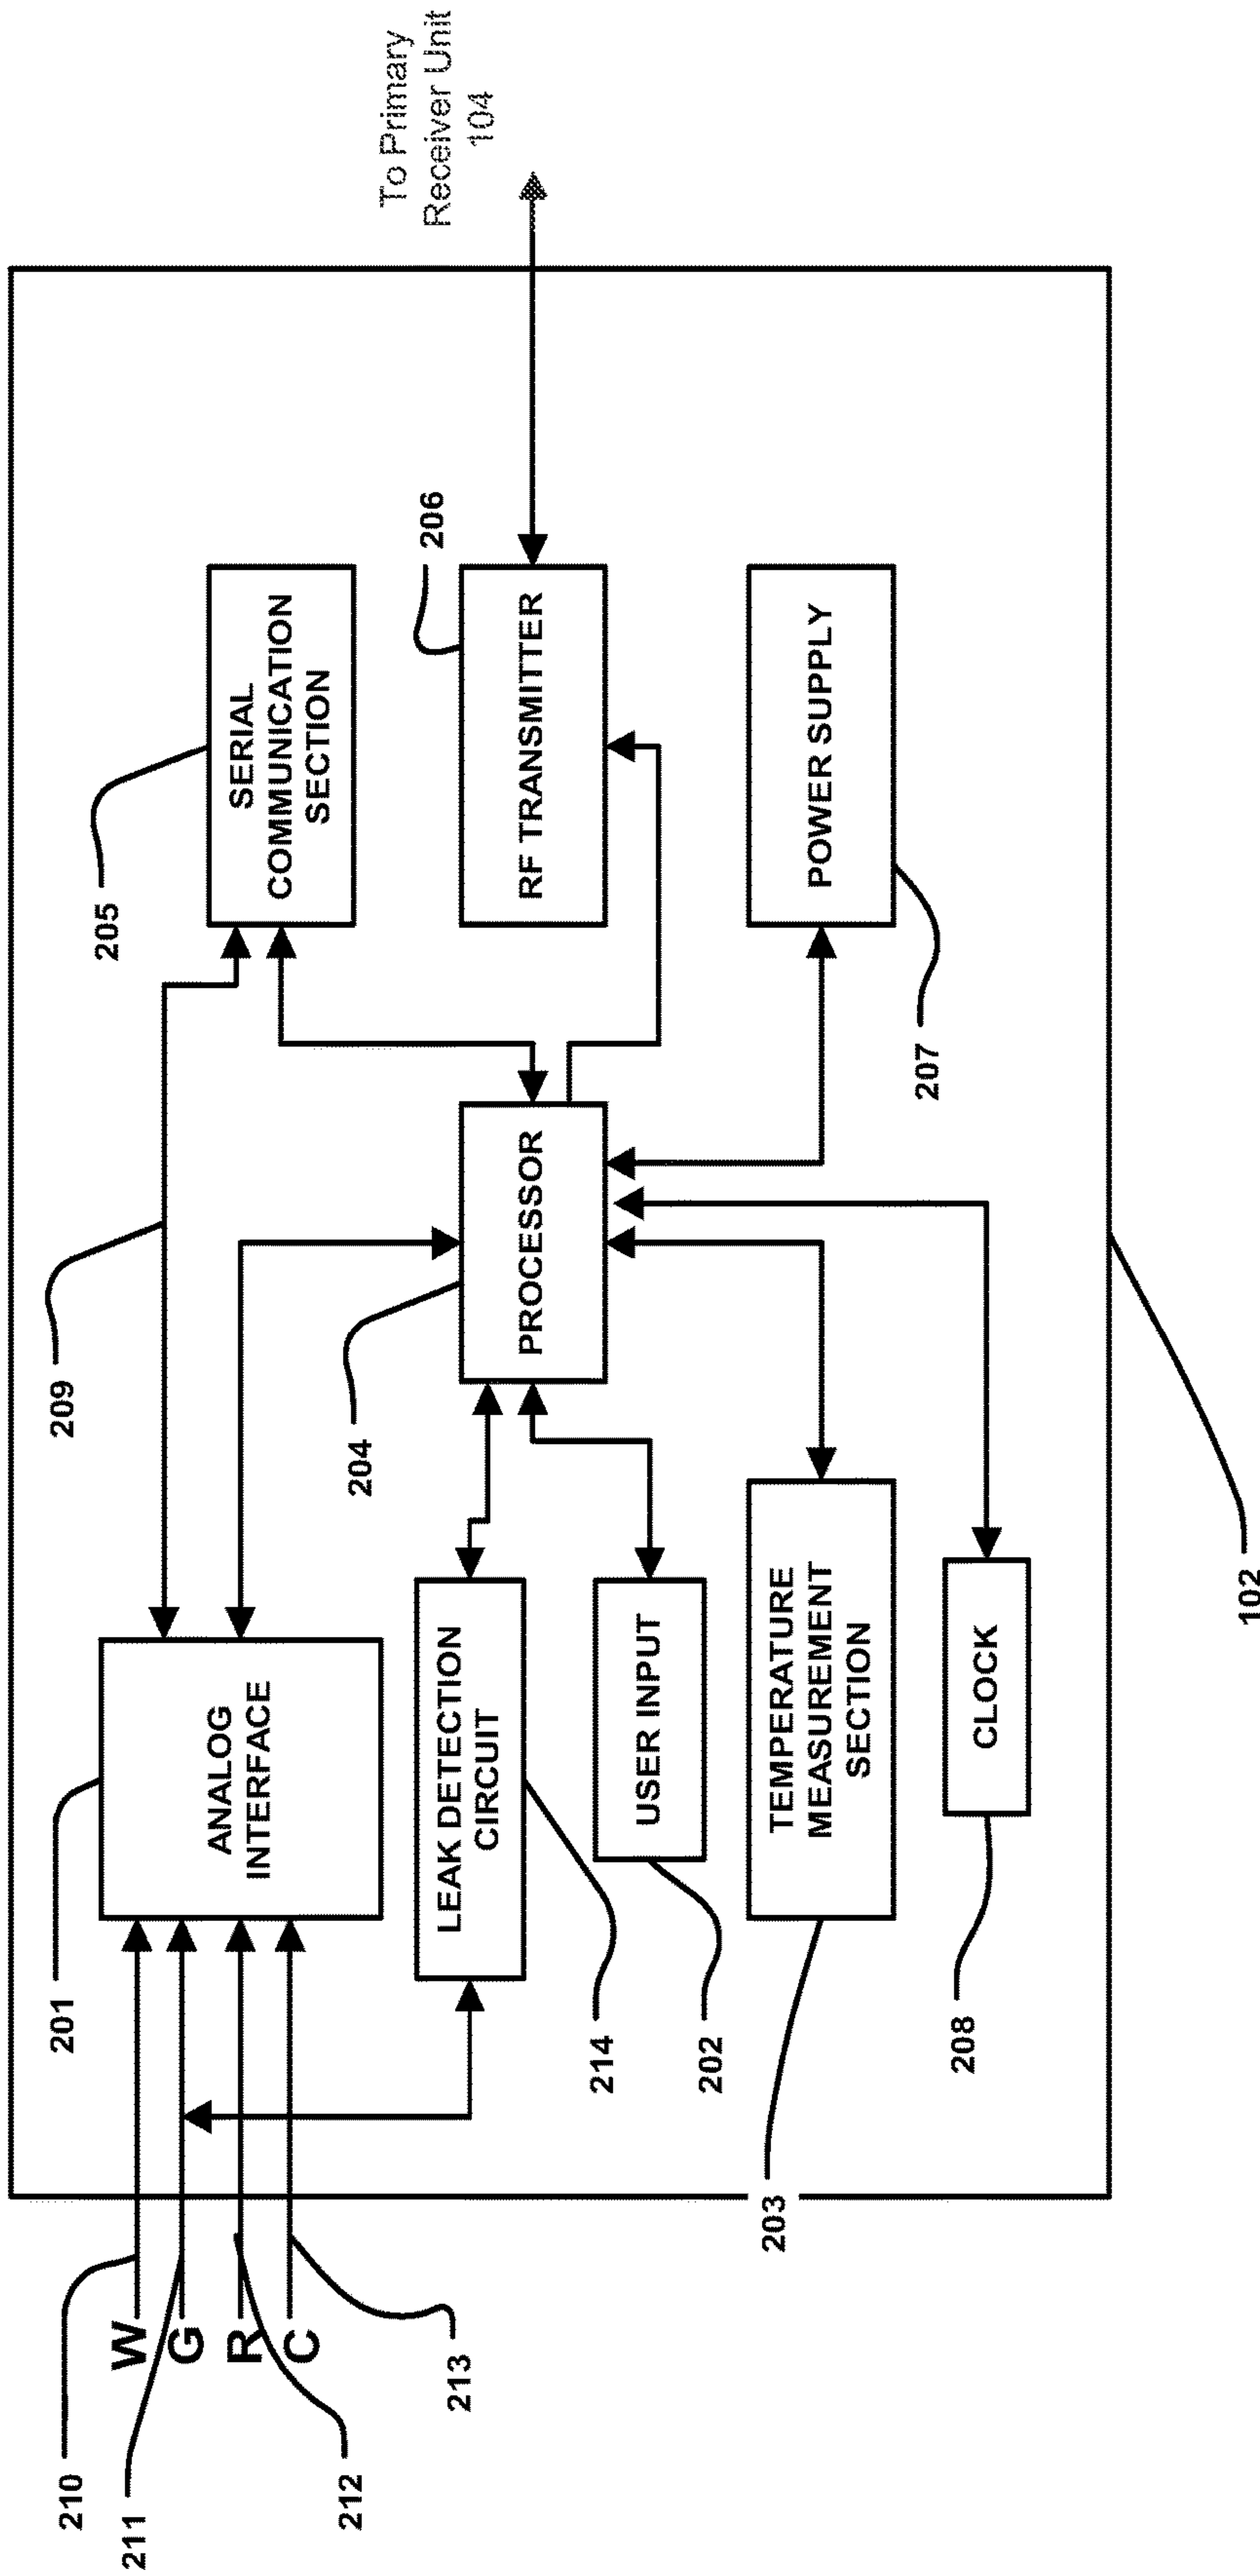 210
W
211
G
212
R
213
C
201
ANALOG
INTERFACE
209
205
SERIAL
COMMUNICATION
SECTION
LEAK DETECTION
CIRCUIT
214
204
PROCESSOR
206
RF TRANSMITTER
To Primary
Receiver Unit
104
USER INPUT
202
TEMPERATURE
MEASUREMENT
SECTION
203
POWER SUPPLY
207
CLOCK
208
102